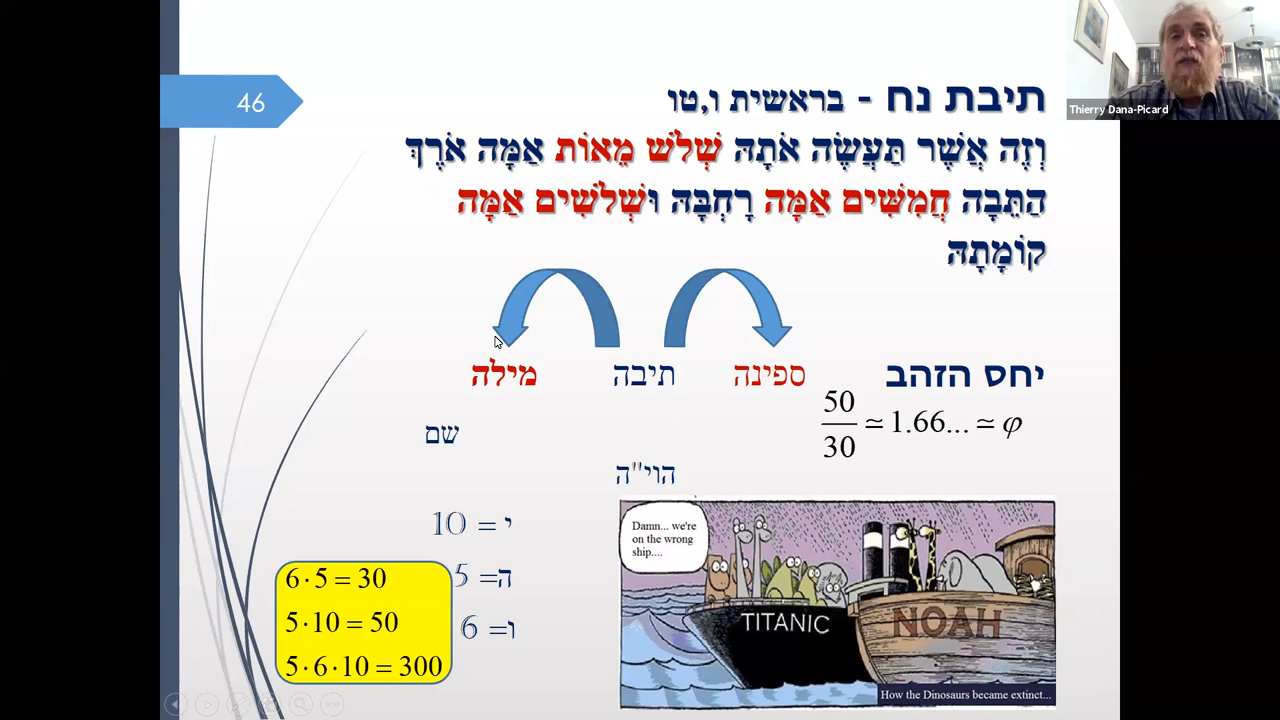 46
Thierry Dana-Picard
תיבת נח - בראשית ו,טו
וְזֶה אֲשֶׁר תַּעֲשֶׂה אֹתָהּ שְׁלֹשׁ מֵאוֹת אַמָּה אֹרֶךְ
הַתֵּבָה חֲמִשִּׁים אַמָּה רָחְבָּהּ וּשְׁלֹשִׁים אַמָּה
קוֹמָתָהּ
יחס הזהב
ספינה
תיבה
מילה
50/30 ≃ 1.66... ≃ φ
שם
הוי"ה
י = 10
ה= 5
ו= 6
6·5 = 30
5·10 = 50
5·6·10 = 300
Damn... we're
on the wrong
ship....
TITANIC
NOAH
How the Dinosaurs became extinct...